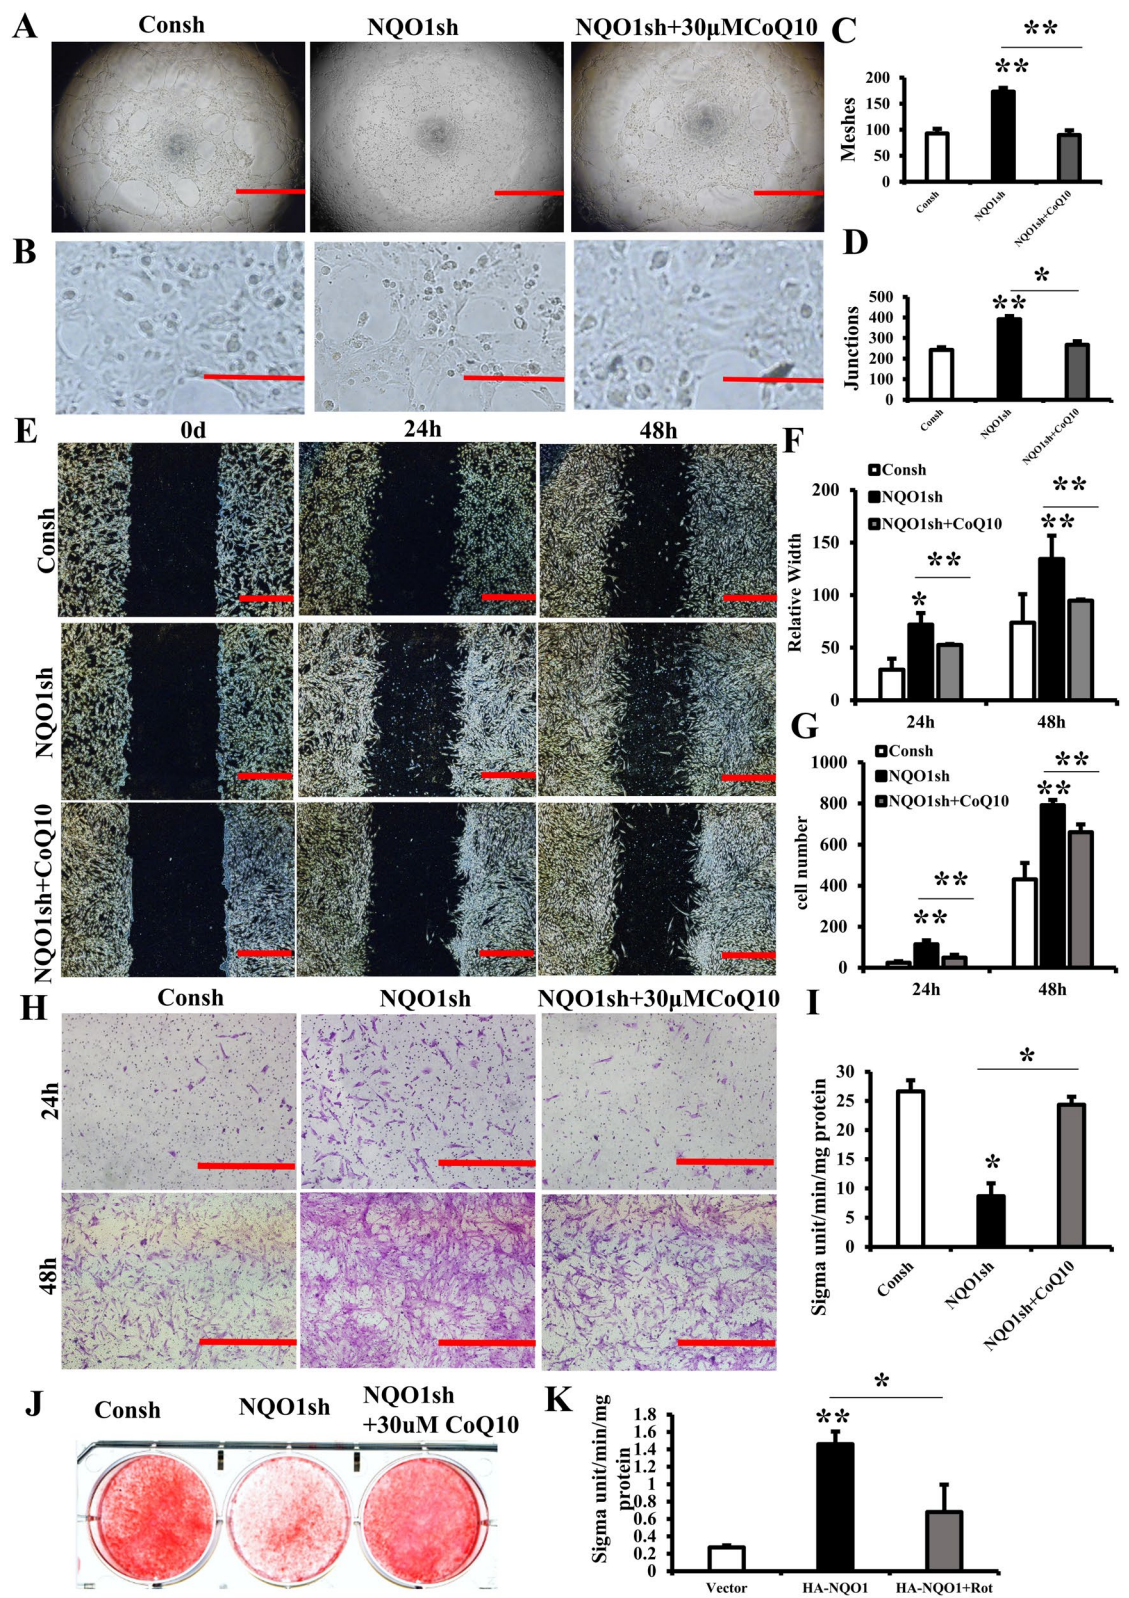 A
Consh
NQO1sh
NQO1sh+30μMCoQ10
B
C
**
**
Meshes
200
150
100
50
0
Consh
NQO1sh
NQO1sh+CoQ10
D
*
**
Junctions
500
400
300
200
100
0
Consh
NQO1sh
NQO1sh+CoQ10
E
0d
24h
48h
Consh
NQO1sh
NQO1sh+CoQ10
F
Consh
NQO1sh
NQO1sh+CoQ10
Relative Width
200
150
100
50
0
*
**
**
**
24h
48h
G
Consh
NQO1sh
NQO1sh+CoQ10
cell number
1000
800
600
400
200
0
**
**
**
**
24h
48h
H
Consh
NQO1sh
NQO1sh+30μMCoQ10
24h
48h
I
*
*
Sigma unit/min/mg protein
30
25
20
15
10
5
0
Consh
NQO1sh
NQO1sh+CoQ10
J
Consh
NQO1sh
NQO1sh
+30uM CoQ10
K
*
**
Sigma unit/min/mg
protein
1.8
1.6
1.4
1.2
1
0.8
0.6
0.4
0.2
0
Vector
HA-NQO1
HA-NQO1+Rot